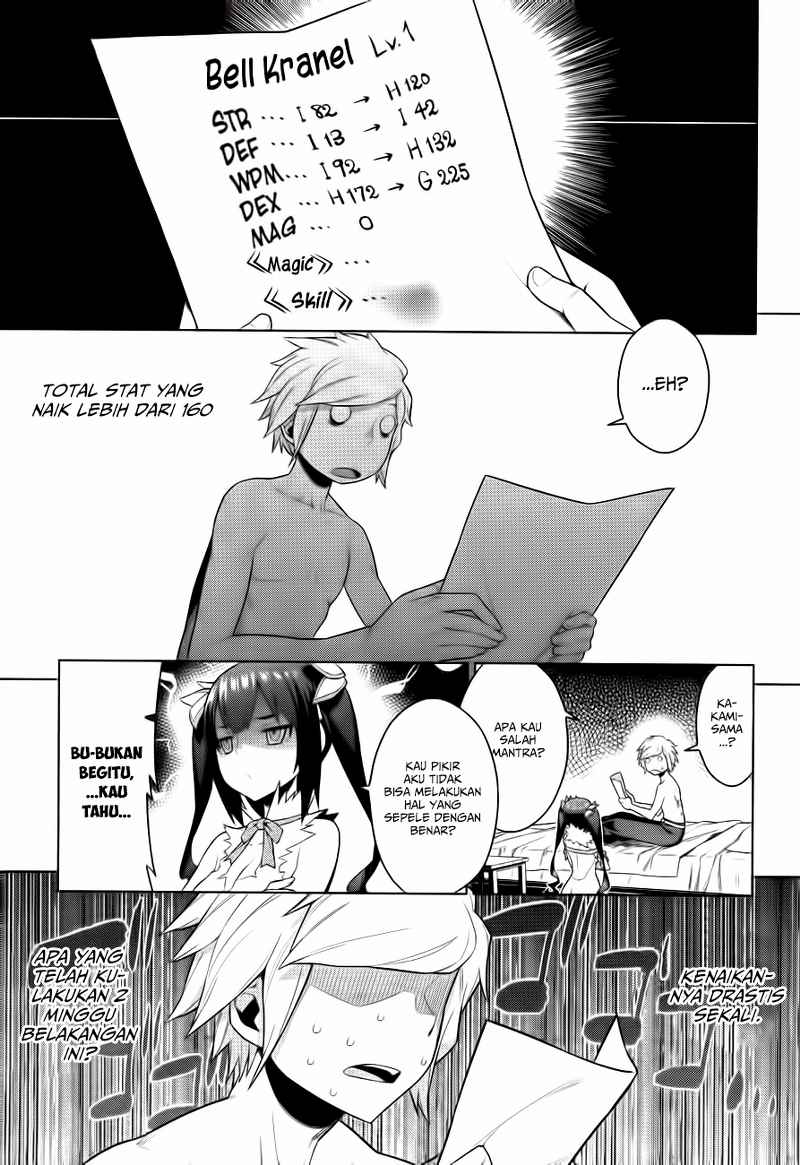 Bell Kranel Lv.1
STR ... I 82 → H 120
DEF ... I 13 → I 42
WPM... I 92 → H 132
DEX ... H 172 → G 225
MAG ... 0
《Magic》...
《Skill》...
...EH?
TOTAL STAT YANG
NAIK LEBIH DARI 160
KA-
KAMI-
SAMA
...?
APA KAU
SALAH
MANTRA?
KAU PIKIR
AKU TIDAK
BISA MELAKUKAN
HAL YANG
SEPELE DENGAN
BENAR?
BU-BUKAN
BEGITU,
...KAU
TAHU...
KENAIKAN-
NYA DRASTIS
SEKALI.
APA YANG
TELAH KU-
LAKUKAN 2
MINGGU
BELAKANGAN
INI?